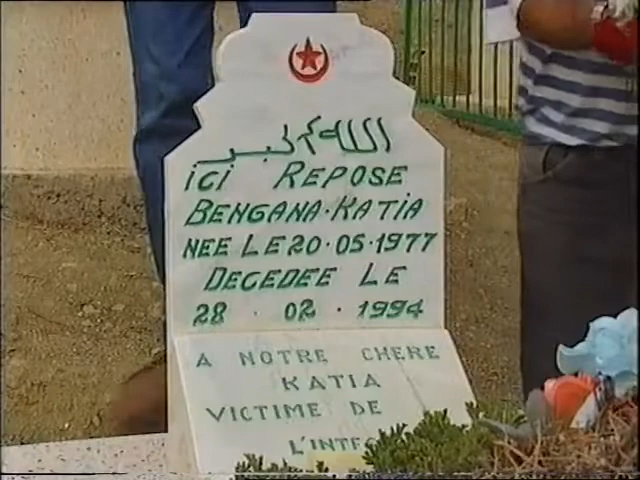 الله اكبر
ici REPOSE
BENGANA·KATIA
NEE LE 20·05·1977
DECEDEE LE
28 · 02 · 1994
A NOTRE CHERE
KATIA
VICTIME DE